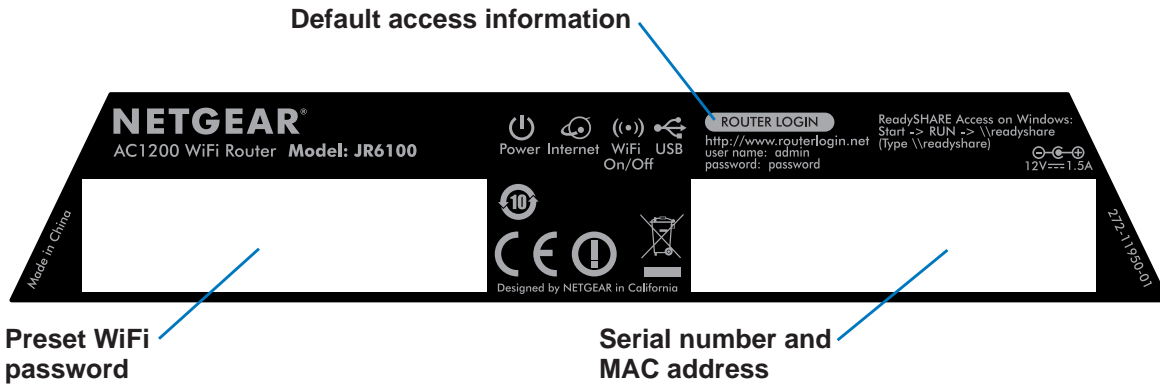 Default access information
NETGEAR®
AC1200 WiFi Router Model: JR6100
Power Internet WiFi On/Off USB
ROUTER LOGIN
http://www.routerlogin.net
user name: admin
password: password
ReadySHARE Access on Windows:
Start -> RUN -> \\readyshare
(Type \\readyshare)
12V⎓1.5A
Made in China
10
CE
Designed by NETGEAR in California
272-11950-01
Preset WiFi
password
Serial number and
MAC address